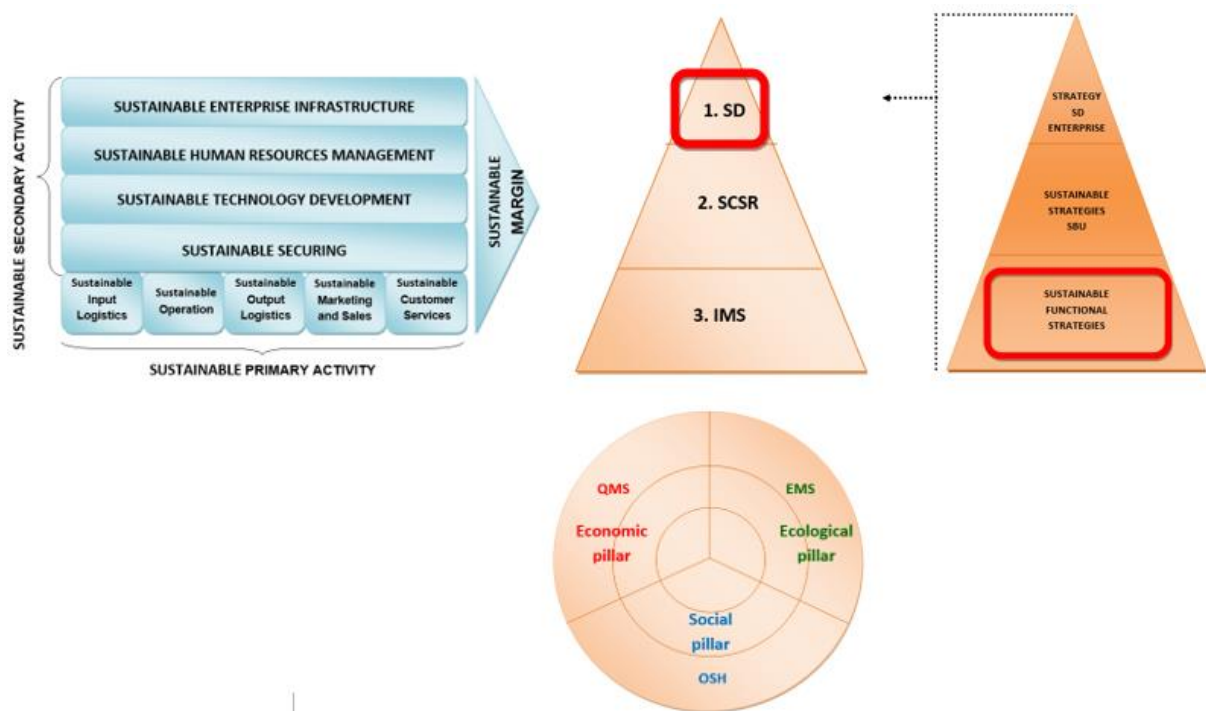 SUSTAINABLE SECONDARY ACTIVITY
SUSTAINABLE ENTERPRISE INFRASTRUCTURE
SUSTAINABLE HUMAN RESOURCES MANAGEMENT
SUSTAINABLE TECHNOLOGY DEVELOPMENT
SUSTAINABLE SECURING
Sustainable
Input
Logistics
Sustainable
Operation
Sustainable
Output
Logistics
Sustainable
Marketing
and Sales
Sustainable
Customer
Services
SUSTAINABLE
MARGIN
SUSTAINABLE PRIMARY ACTIVITY
1. SD
2. SCSR
3. IMS
STRATEGY
SD
ENTERPRISE
SUSTAINABLE
STRATEGIES
SBU
SUSTAINABLE
FUNCTIONAL
STRATEGIES
QMS
Economic
pillar
EMS
Ecological
pillar
Social
pillar
OSH